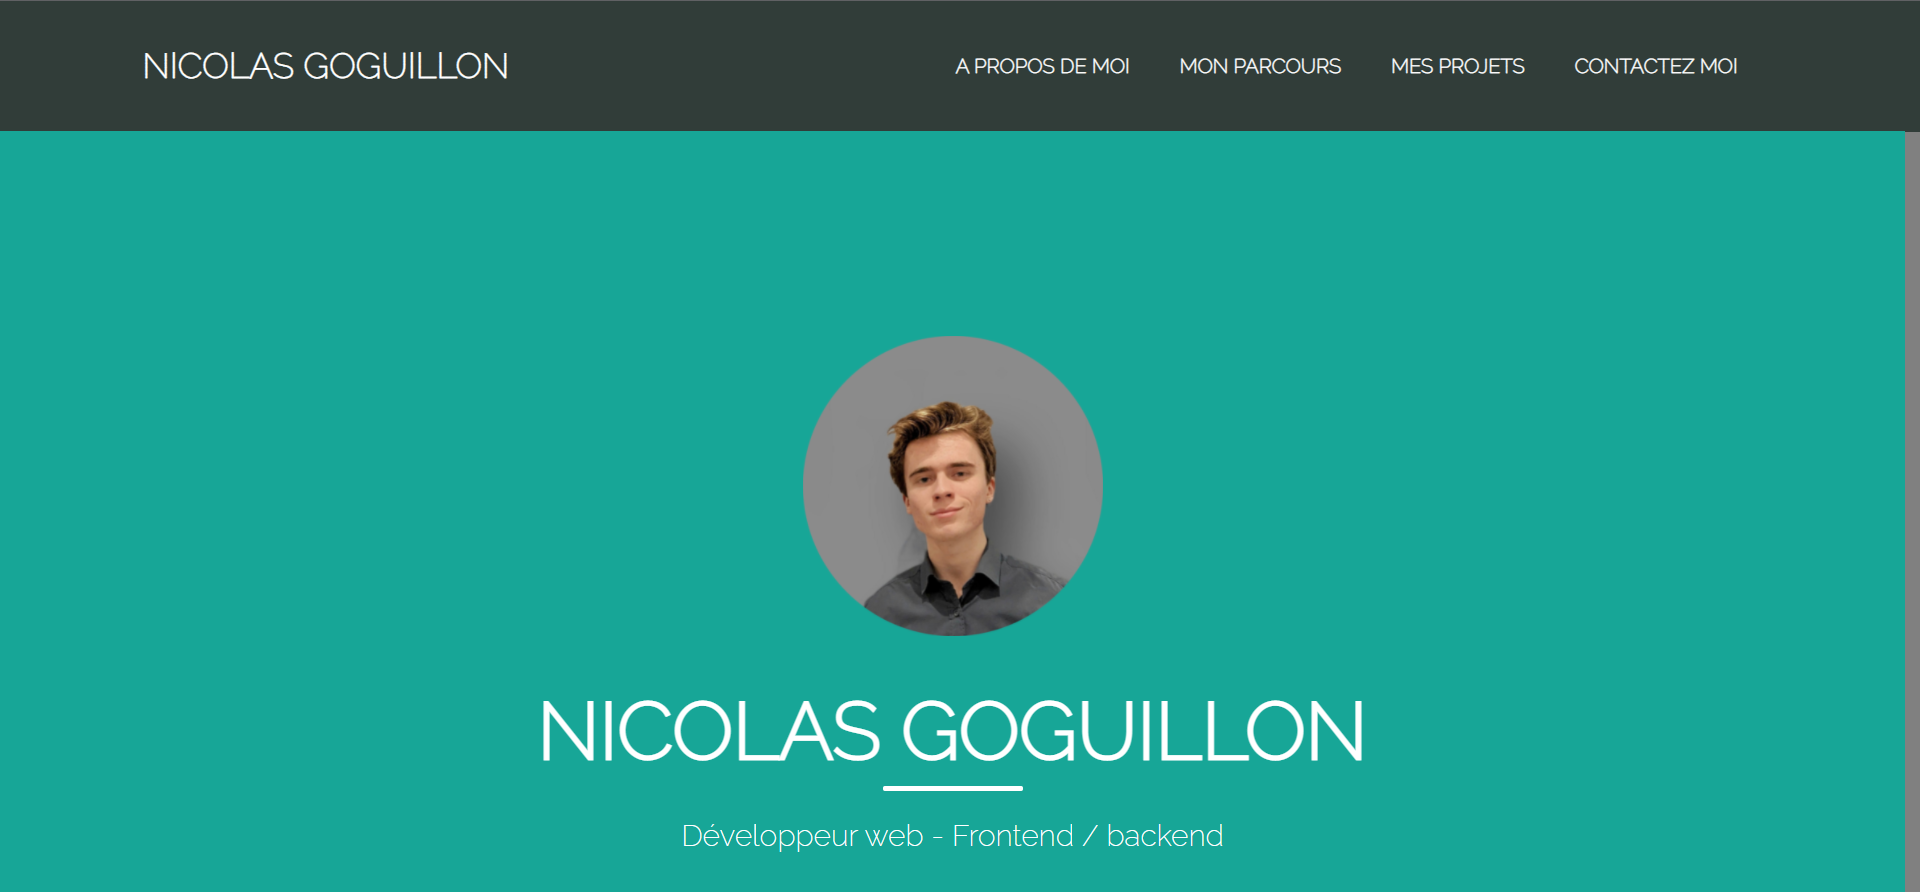 NICOLAS GOGUILLON
A PROPOS DE MOI MON PARCOURS MES PROJETS CONTACTEZ MOI
NICOLAS GOGUILLON
Développeur web - Frontend / backend